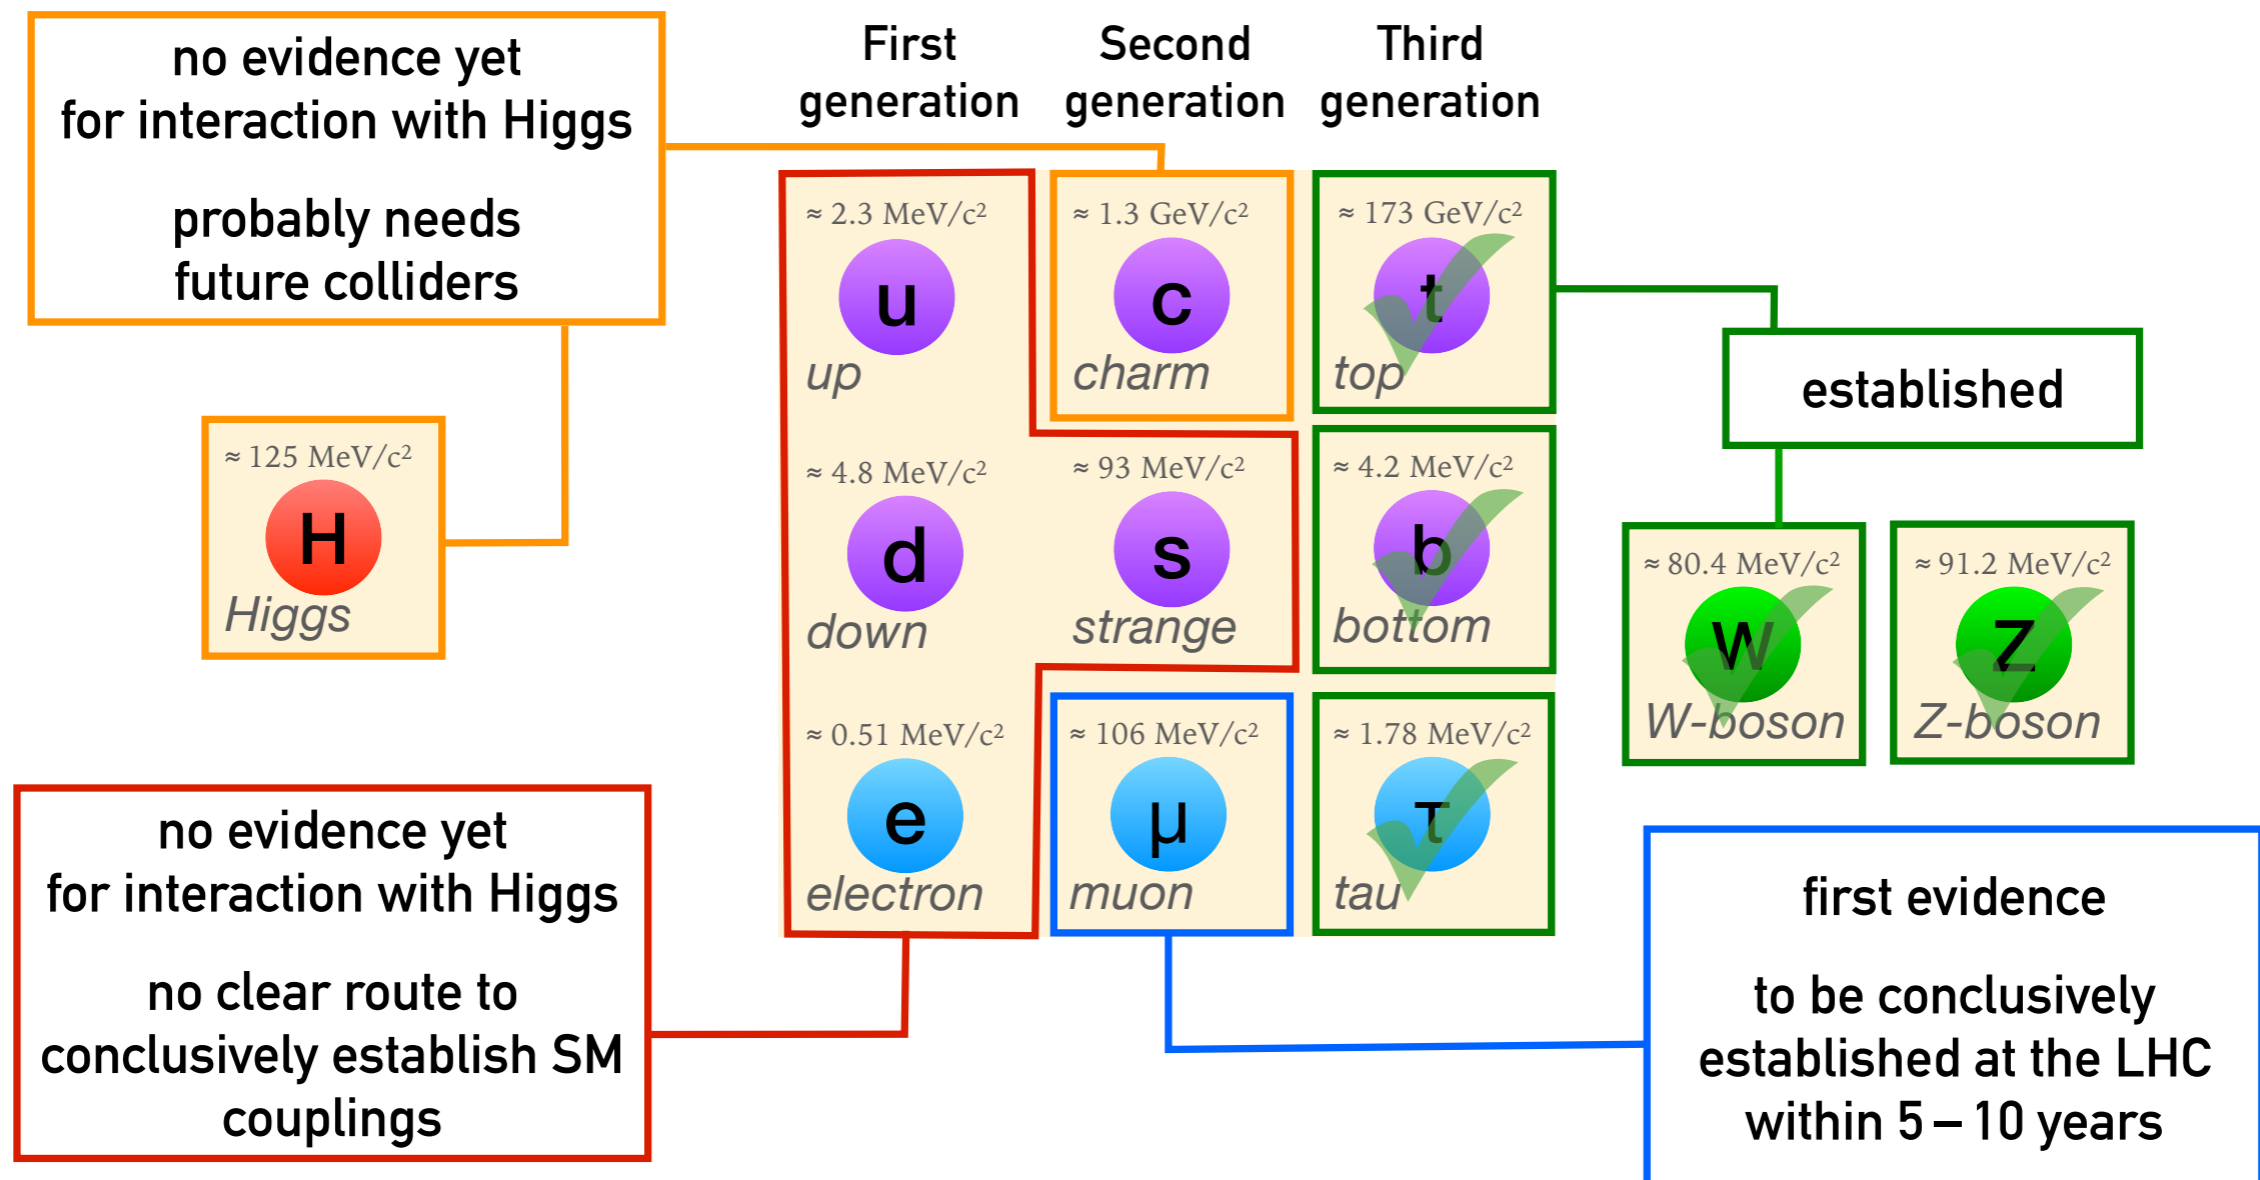 no evidence yet
for interaction with Higgs
probably needs
future colliders
First
generation
Second
generation
Third
generation
≈ 2.3 MeV/c²
u
up
≈ 1.3 GeV/c²
c
charm
≈ 173 GeV/c²
t
top
established
≈ 125 MeV/c²
H
Higgs
≈ 4.8 MeV/c²
d
down
≈ 93 MeV/c²
s
strange
≈ 4.2 MeV/c²
b
bottom
≈ 80.4 MeV/c²
W
W-boson
≈ 91.2 MeV/c²
Z
Z-boson
≈ 0.51 MeV/c²
e
electron
≈ 106 MeV/c²
μ
muon
≈ 1.78 MeV/c²
τ
tau
no evidence yet
for interaction with Higgs
no clear route to
conclusively establish SM
couplings
first evidence
to be conclusively
established at the LHC
within 5 – 10 years